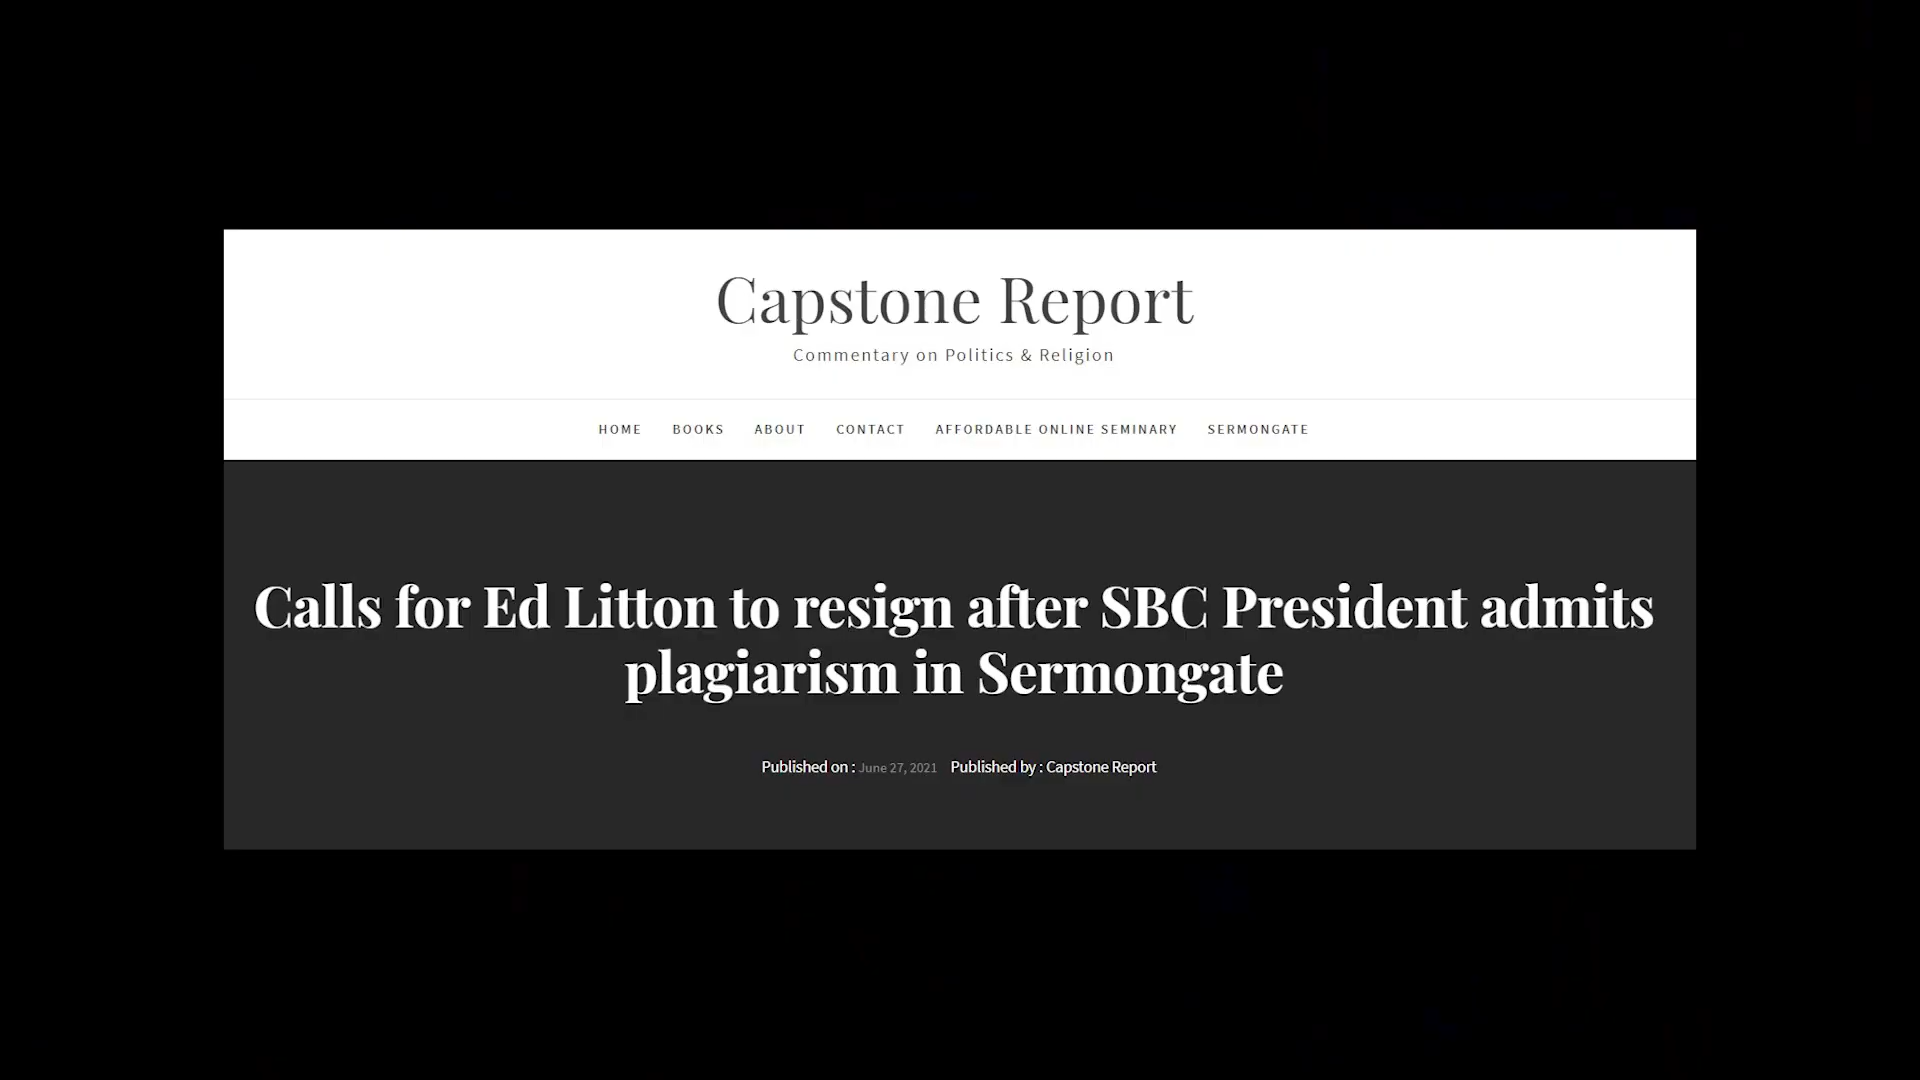 Capstone Report
Commentary on Politics & Religion
HOME BOOKS ABOUT CONTACT AFFORDABLE ONLINE SEMINARY SERMONGATE
Calls for Ed Litton to resign after SBC President admits
plagiarism in Sermongate
Published on : June 27, 2021 Published by : Capstone Report